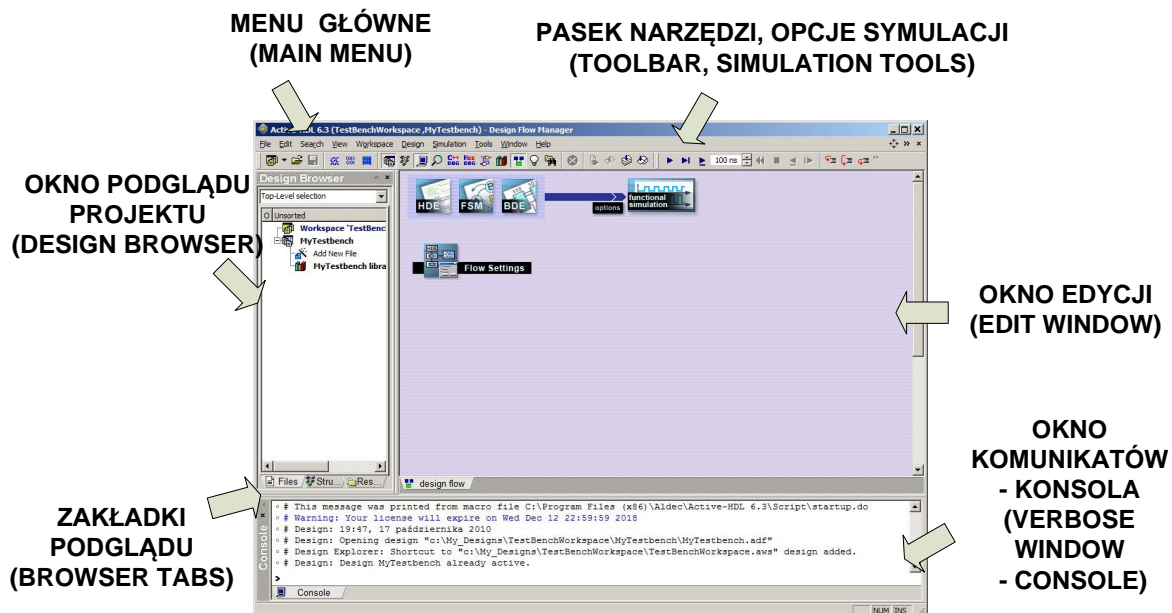 MENU GŁÓWNE
(MAIN MENU)
PASEK NARZĘDZI, OPCJE SYMULACJI
(TOOLBAR, SIMULATION TOOLS)
OKNO PODGLĄDU
PROJEKTU
(DESIGN BROWSER)
ZAKŁADKI
PODGLĄDU
(BROWSER TABS)
Active-HDL 6.3 (TestBenchWorkspace ,MyTestbench) - Design Flow Manager
File Edit Search View Workspace Design Simulation Tools Window Help
100 ns
Design Browser
Top-Level selection
O Unsorted
Workspace 'TestBenc
MyTestbench
Add New File
MyTestbench libra
Files Stru... Res...
HDE FSM BDE
options
functional
simulation
Flow Settings
design flow
Console
# This message was printed from macro file C:\Program Files (x86)\Aldec\Active-HDL 6.3\Script\startup.do
# Warning: Your license will expire on Wed Dec 12 22:59:59 2018
# Design: 19:47, 17 października 2010
# Design: Opening design "c:\My_Designs\TestBenchWorkspace\MyTestbench\MyTestbench.adf"
# Design Explorer: Shortcut to "c:\My_Designs\TestBenchWorkspace\TestBenchWorkspace.aws" design added.
# Design: Design MyTestbench already active.
>
Console
NUM INS
OKNO EDYCJI
(EDIT WINDOW)
OKNO
KOMUNIKATÓW
- KONSOLA
(VERBOSE
WINDOW
- CONSOLE)